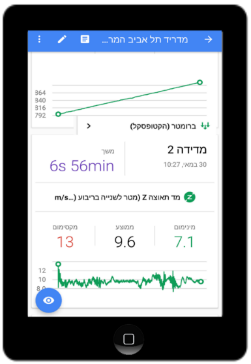 מדריד תל אביב המר...
864
840
816
792
ברומטר (הקטופסקל)
מדידה 2
30 במאי, 10:27
משך
6s 56min
מד תאוצה Z (מטר לשנייה בריבוע (...m/s
מינימום
ממוצע
מקסימום
7.1
9.6
13
12
10
8.0